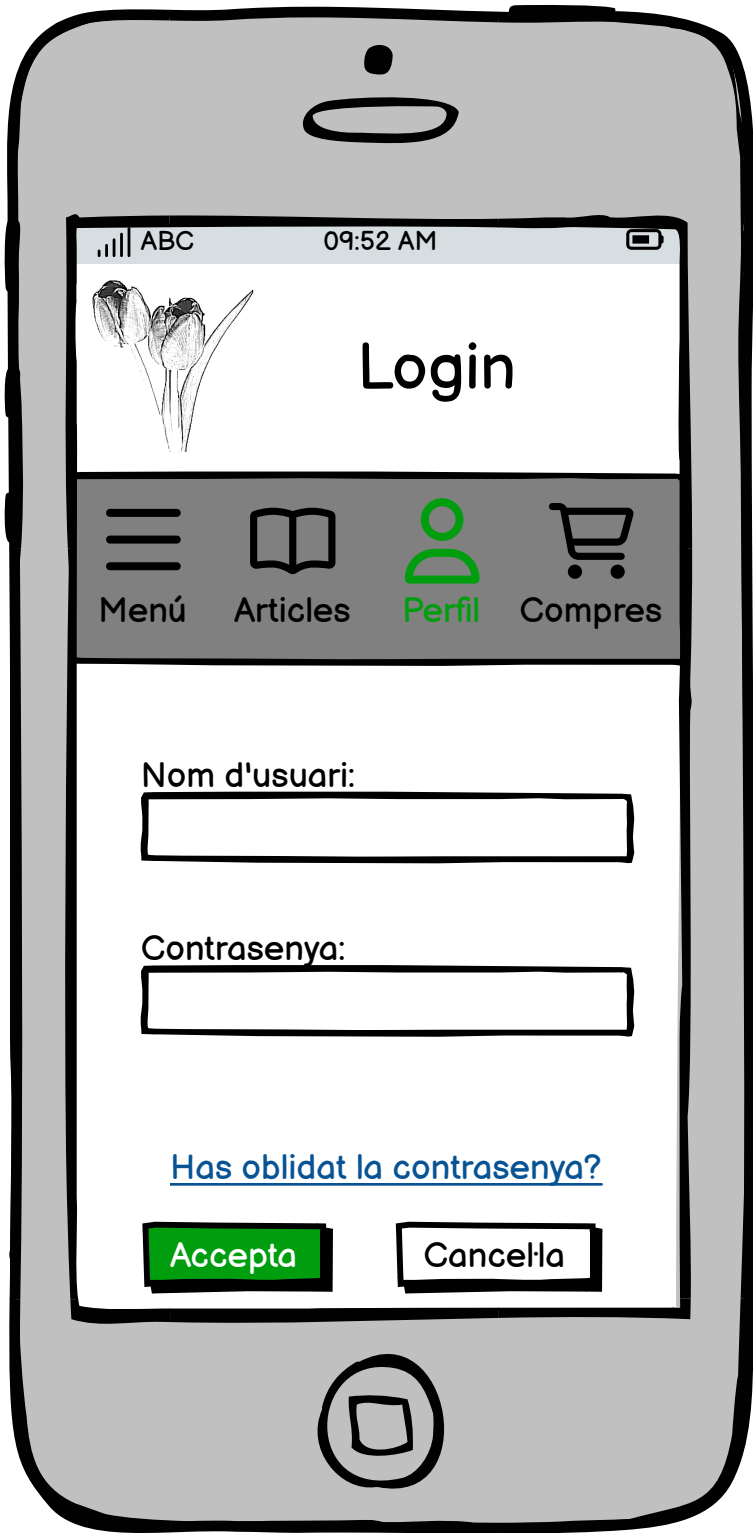 ABC 09:52 AM
Login
Menú Articles Perfil Compres
Nom d'usuari:
Contrasenya:
Has oblidat la contrasenya?
Accepta Cancel·la